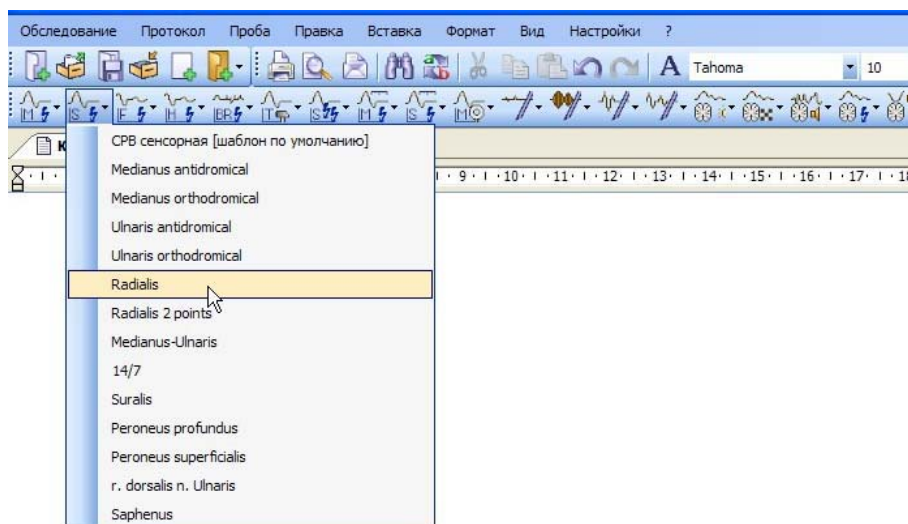 Обследование Протокол Проба Правка Вставка Формат Вид Настройки ?
A Tahoma 10
M S F H BR T S M S M
К
9 10 11 12 13 14 15 16 17 18
СРВ сенсорная [шаблон по умолчанию]
Medianus antidromical
Medianus orthodromical
Ulnaris antidromical
Ulnaris orthodromical
Radialis
Radialis 2 points
Medianus-Ulnaris
14/7
Suralis
Peroneus profundus
Peroneus superficialis
r. dorsalis n. Ulnaris
Saphenus